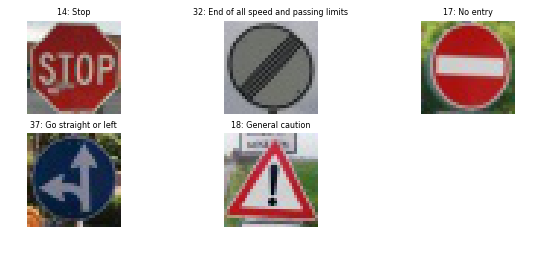 14: Stop
32: End of all speed and passing limits
17: No entry
STOP
37: Go straight or left
18: General caution